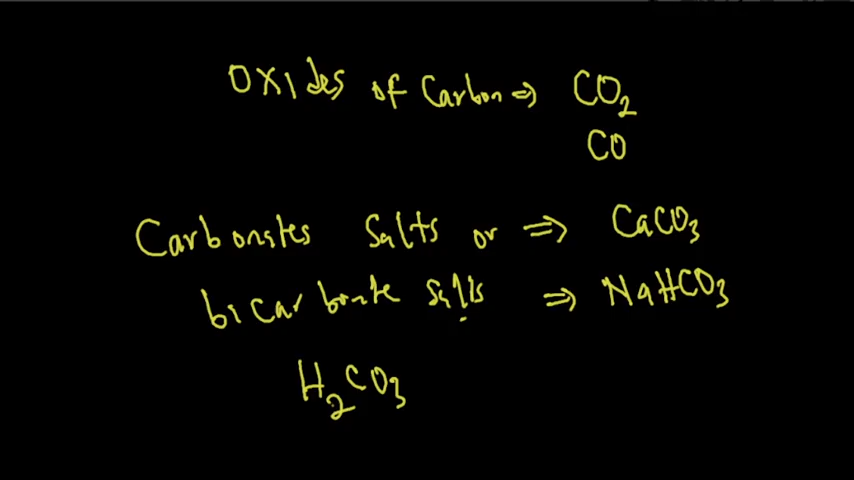 Oxides of Carbon ⇒ CO₂
CO
Carbonates Salts or ⇒ CaCO₃
bicarbonate salts ⇒ NaHCO₃
H₂CO₃